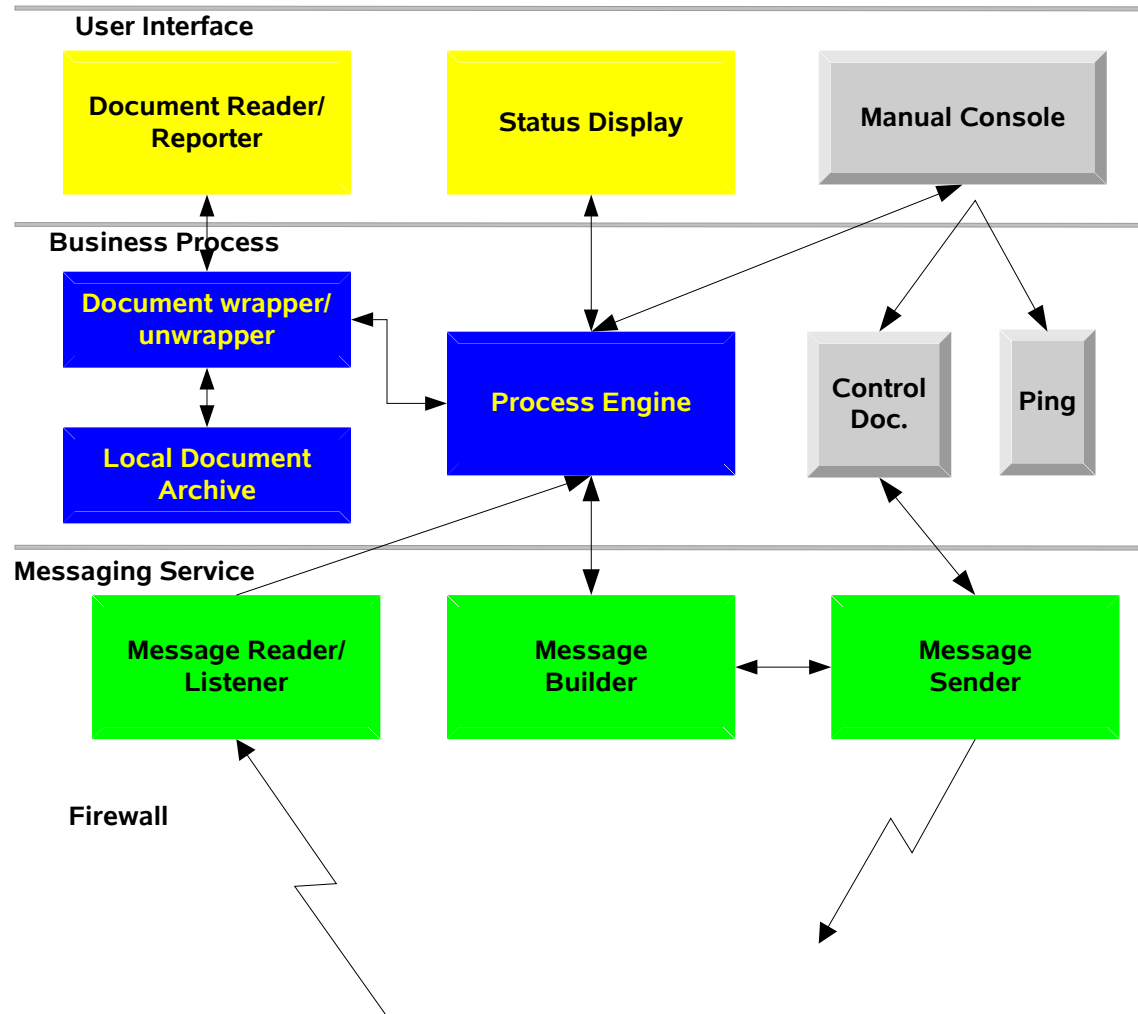 User Interface
Document Reader/
Reporter
Status Display
Manual Console
Business Process
Document wrapper/
unwrapper
Process Engine
Control
Doc.
Ping
Local Document
Archive
Messaging Service
Message Reader/
Listener
Message
Builder
Message
Sender
Firewall